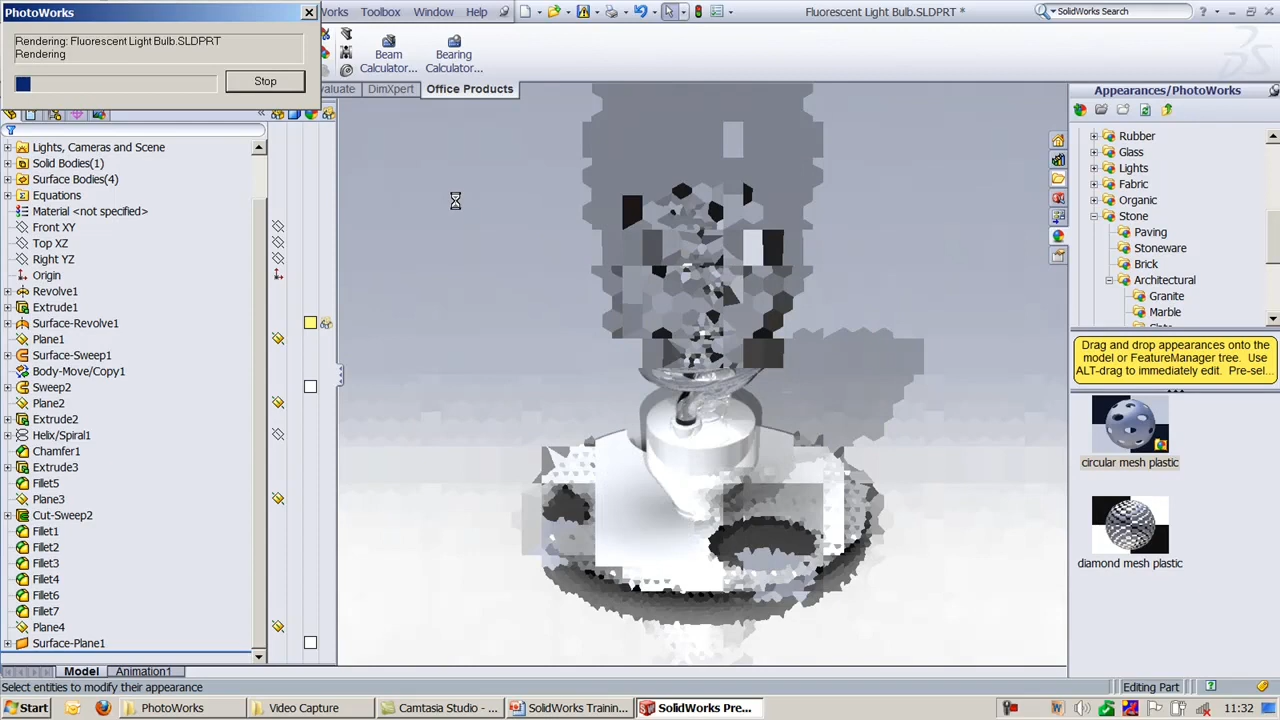 PhotoWorks
Rendering: Fluorescent Light Bulb.SLDPRT
Rendering
Stop
Toolbox Window Help
Fluorescent Light Bulb.SLDPRT *
SolidWorks Search
Beam Calculator...
Bearing Calculator...
DimXpert
Office Products
Lights, Cameras and Scene
Solid Bodies(1)
Surface Bodies(4)
Equations
Material <not specified>
Front XY
Top XZ
Right YZ
Origin
Revolve1
Extrude1
Surface-Revolve1
Plane1
Surface-Sweep1
Body-Move/Copy1
Sweep2
Plane2
Extrude2
Helix/Spiral1
Chamfer1
Extrude3
Fillet5
Plane3
Cut-Sweep2
Fillet1
Fillet2
Fillet3
Fillet4
Fillet6
Fillet7
Plane4
Surface-Plane1
Appearances/PhotoWorks
Rubber
Glass
Lights
Fabric
Organic
Stone
Paving
Stoneware
Brick
Architectural
Granite
Marble
Drag and drop appearances onto the
model or FeatureManager tree. Use
ALT-drag to immediately edit. Pre-sel...
circular mesh plastic
diamond mesh plastic
Model Animation1
Select entities to modify their appearance
Editing Part
Start
PhotoWorks
Video Capture
Camtasia Studio - ...
SolidWorks Trainin...
SolidWorks Pre...
11:32